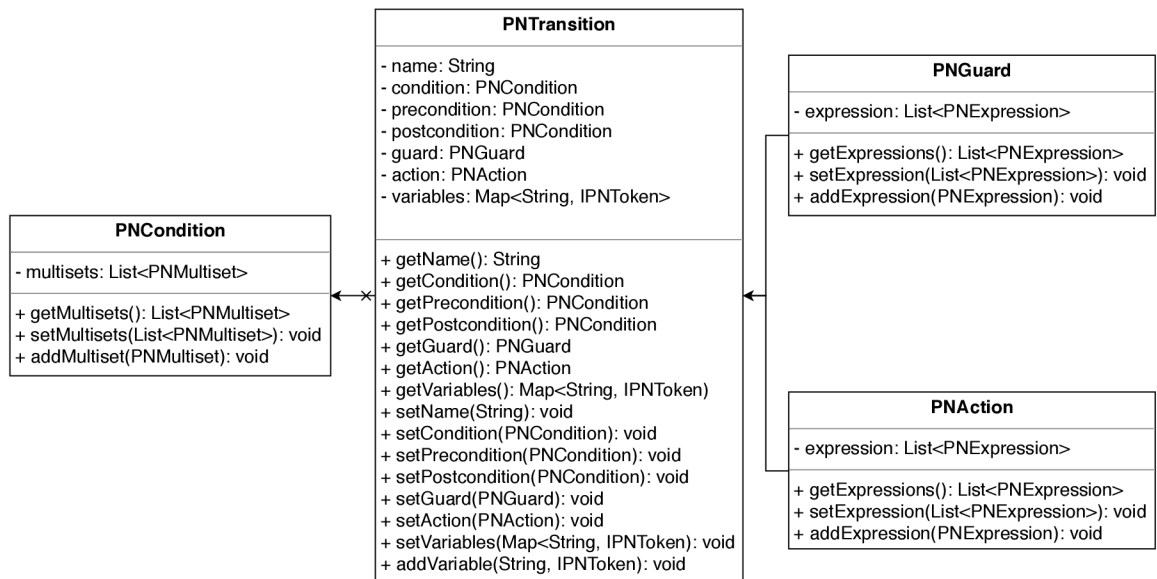 PNTransition
- name: String
- condition: PNCondition
- precondition: PNCondition
- postcondition: PNCondition
- guard: PNGuard
- action: PNAction
- variables: Map<String, IPNToken>
+ getName(): String
+ getCondition(): PNCondition
+ getPrecondition(): PNCondition
+ getPostcondition(): PNCondition
+ getGuard(): PNGuard
+ getAction(): PNAction
+ getVariables(): Map<String, IPNToken)
+ setName(String): void
+ setCondition(PNCondition): void
+ setPrecondition(PNCondition): void
+ setPostcondition(PNCondition): void
+ setGuard(PNGuard): void
+ setAction(PNAction): void
+ setVariables(Map<String, IPNToken): void
+ addVariable(String, IPNToken): void
PNCondition
- multisets: List<PNMultiset>
+ getMultisets(): List<PNMultiset>
+ setMultisets(List<PNMultiset>): void
+ addMultiset(PNMultiset): void
PNGuard
- expression: List<PNExpression>
+ getExpressions(): List<PNExpression>
+ setExpression(List<PNExpression>): void
+ addExpression(PNExpression): void
PNAction
- expression: List<PNExpression>
+ getExpressions(): List<PNExpression>
+ setExpression(List<PNExpression>): void
+ addExpression(PNExpression): void